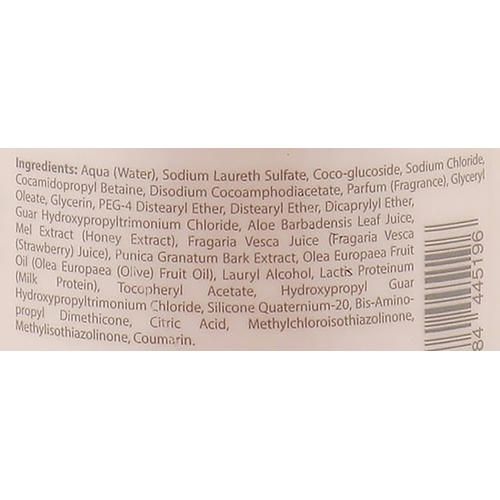 Ingredients: Aqua (Water), Sodium Laureth Sulfate, Coco-glucoside, Sodium Chloride,
Cocamidopropyl Betaine, Disodium Cocoamphodiacetate, Parfum (Fragrance), Glyceryl
Oleate, Glycerin, PEG-4 Distearyl Ether, Distearyl Ether, Dicaprylyl Ether,
Guar Hydroxypropyltrimonium Chloride, Aloe Barbadensis Leaf Juice,
Mel Extract (Honey Extract), Fragaria Vesca Juice (Fragaria Vesca
(Strawberry) Juice), Punica Granatum Bark Extract, Olea Europaea Fruit
Oil (Olea Europaea (Olive) Fruit Oil), Lauryl Alcohol, Lactis Proteinum
(Milk Protein), Tocopheryl Acetate, Hydroxypropyl Guar
Hydroxypropyltrimonium Chloride, Silicone Quaternium-20, Bis-Amino-
propyl Dimethicone, Citric Acid, Methylchloroisothiazolinone,
Methylisothiazolinone, Coumarin.
84 445196